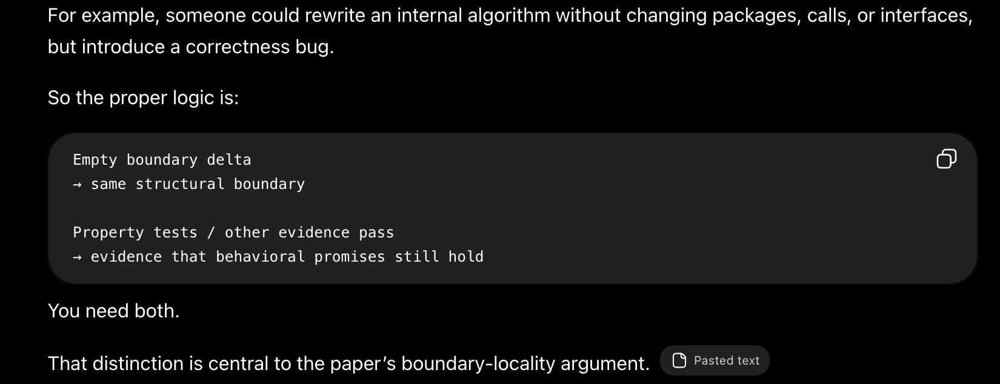 For example, someone could rewrite an internal algorithm without changing packages, calls, or interfaces,
but introduce a correctness bug.
So the proper logic is:
Empty boundary delta
→ same structural boundary
Property tests / other evidence pass
→ evidence that behavioral promises still hold
You need both.
That distinction is central to the paper’s boundary-locality argument. Pasted text